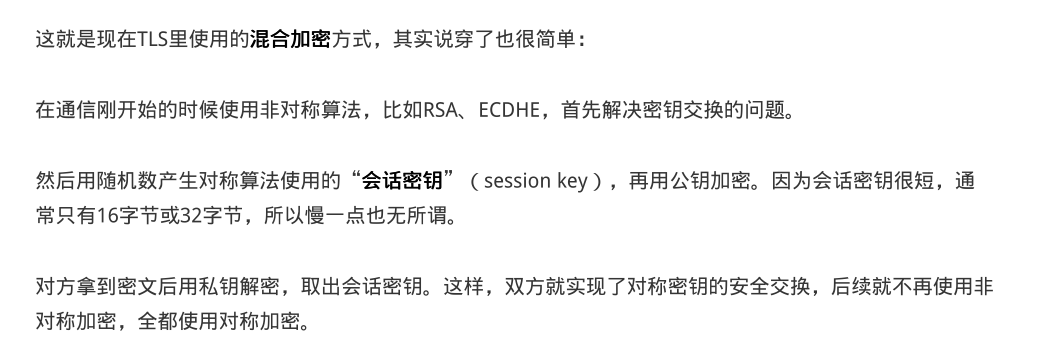 这就是现在TLS里使用的混合加密方式，其实说穿了也很简单：
在通信刚开始的时候使用非对称算法，比如RSA、ECDHE，首先解决密钥交换的问题。
然后用随机数产生对称算法使用的“会话密钥”（session key），再用公钥加密。因为会话密钥很短，通
常只有16字节或32字节，所以慢一点也无所谓。
对方拿到密文后用私钥解密，取出会话密钥。这样，双方就实现了对称密钥的安全交换，后续就不再使用非
对称加密，全都使用对称加密。